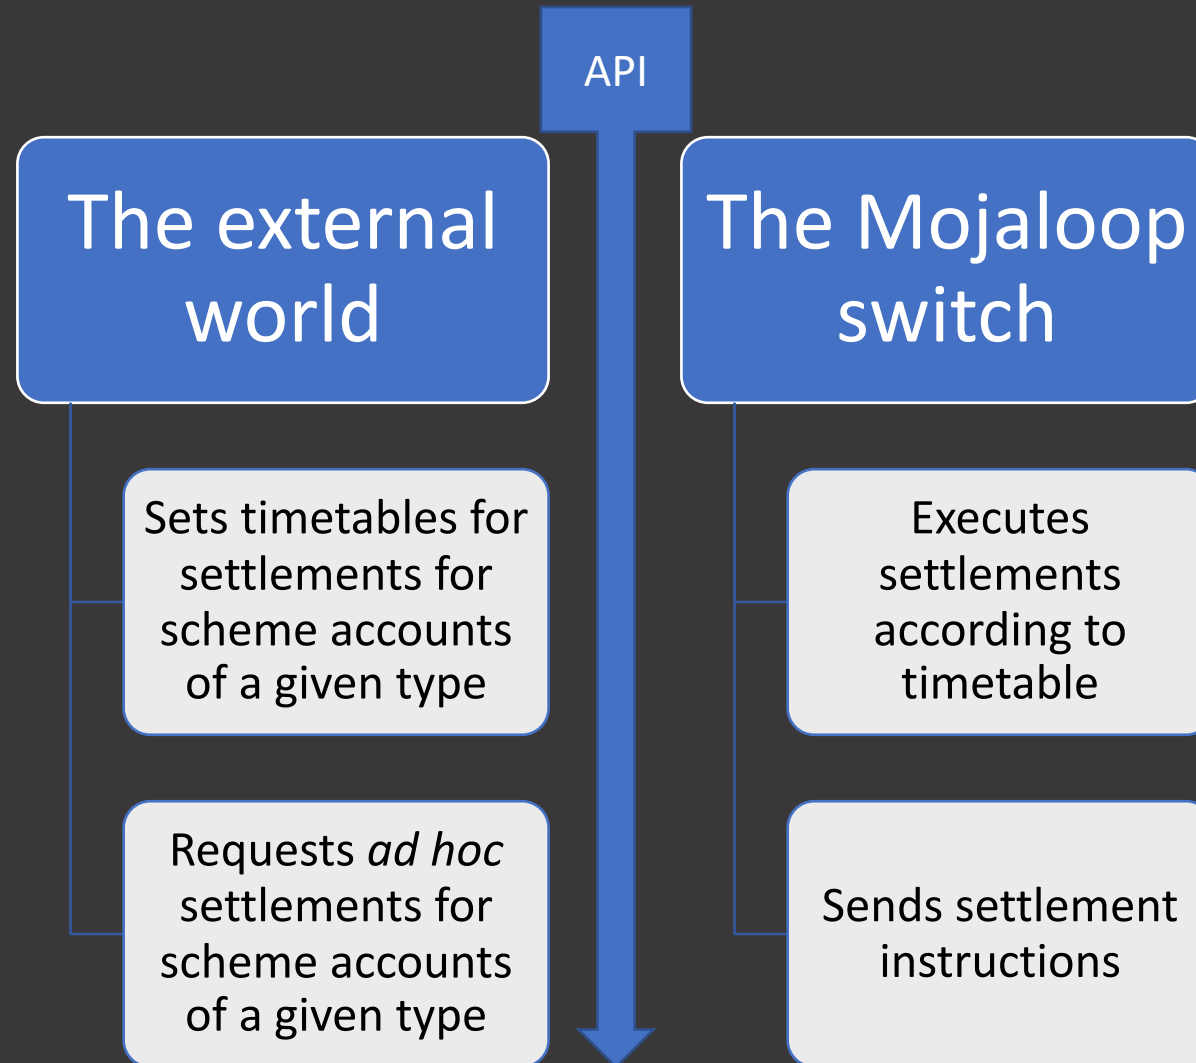 API
The external
world
Sets timetables for
settlements for
scheme accounts
of a given type
Requests ad hoc
settlements for
scheme accounts
of a given type
The Mojaloop
switch
Executes
settlements
according to
timetable
Sends settlement
instructions